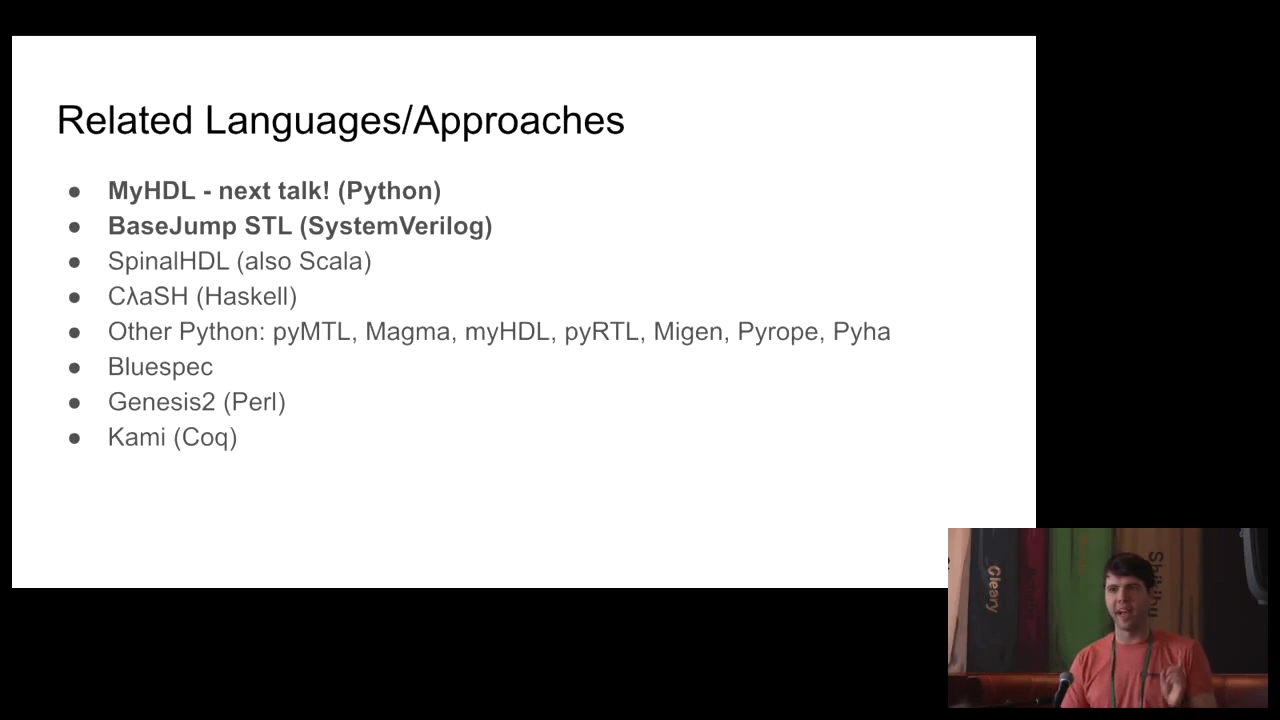 Related Languages/Approaches
● MyHDL - next talk! (Python)
● BaseJump STL (SystemVerilog)
● SpinalHDL (also Scala)
● CλaSH (Haskell)
● Other Python: pyMTL, Magma, myHDL, pyRTL, Migen, Pyrope, Pyha
● Bluespec
● Genesis2 (Perl)
● Kami (Coq)
Cleary